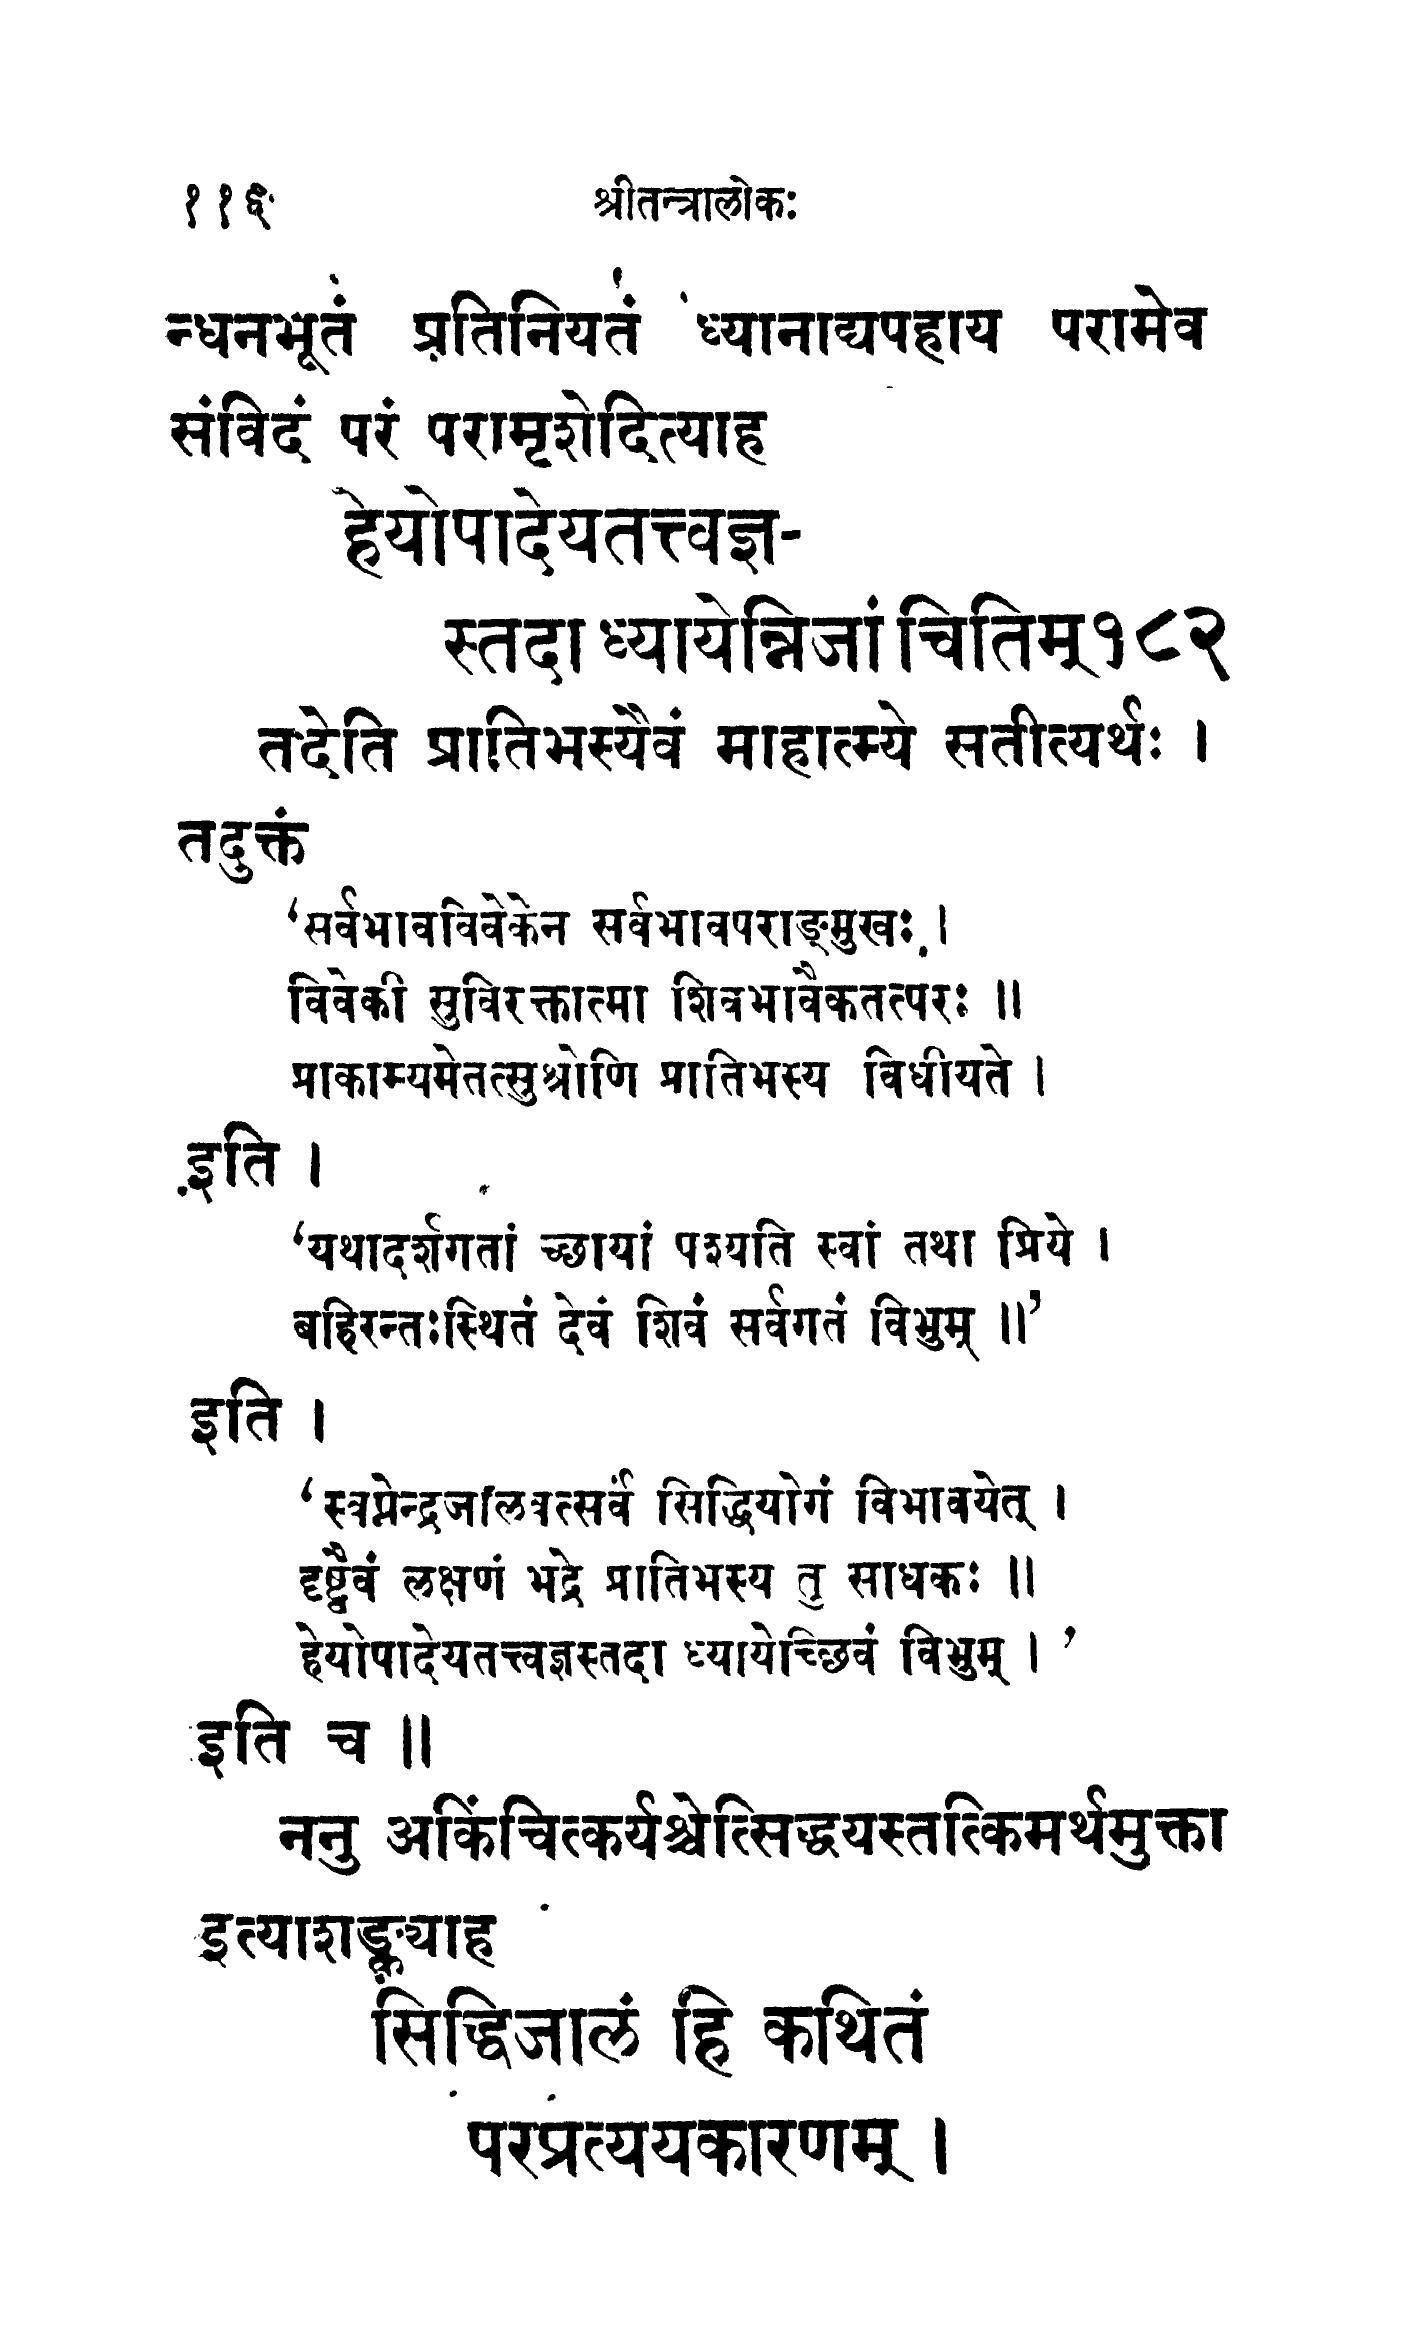 ११६ श्रीतन्त्रालोकः
न्धनभूतं प्रतिनियतं ध्यानाद्यपहाय परामेव
संविदं परं परामृशेदित्याह
हेयोपादेयतत्त्वज्ञ-
स्तदा ध्यायेन्निजां चितिम् १८२
तदेति प्रातिभस्यैवं माहात्म्ये सतीत्यर्थः ।
तदुक्तं
‘सर्वभावविवेकेन सर्वभावपराङ्मुखः ।
विवेकी सुविरक्तात्मा शिवभावैकतत्परः ॥
प्राकाम्यमेतत्सुश्रोणि प्रातिभस्य विधीयते ।
इति ।
‘यथादर्शगतां च्छायां पश्यति स्वां तथा प्रिये ।
बहिरन्तःस्थितं देवं शिवं सर्वगतं विभुम् ॥’
इति ।
‘स्वप्नेन्द्रजालवत्सर्वं सिद्धियोगं विभावयेत् ।
दृष्ट्वैवं लक्षणं भद्रे प्रातिभस्य तु साधकः ॥
हेयोपादेयतत्त्वज्ञस्तदा ध्यायेच्छिवं विभुम् । ’
इति च ॥
ननु अकिंचित्कर्यश्चेत्सिद्धयस्तत्किमर्थमुक्ता
इत्याशङ्क्याह
सिद्धिजालं हि कथितं
परप्रत्ययकारणम् ।